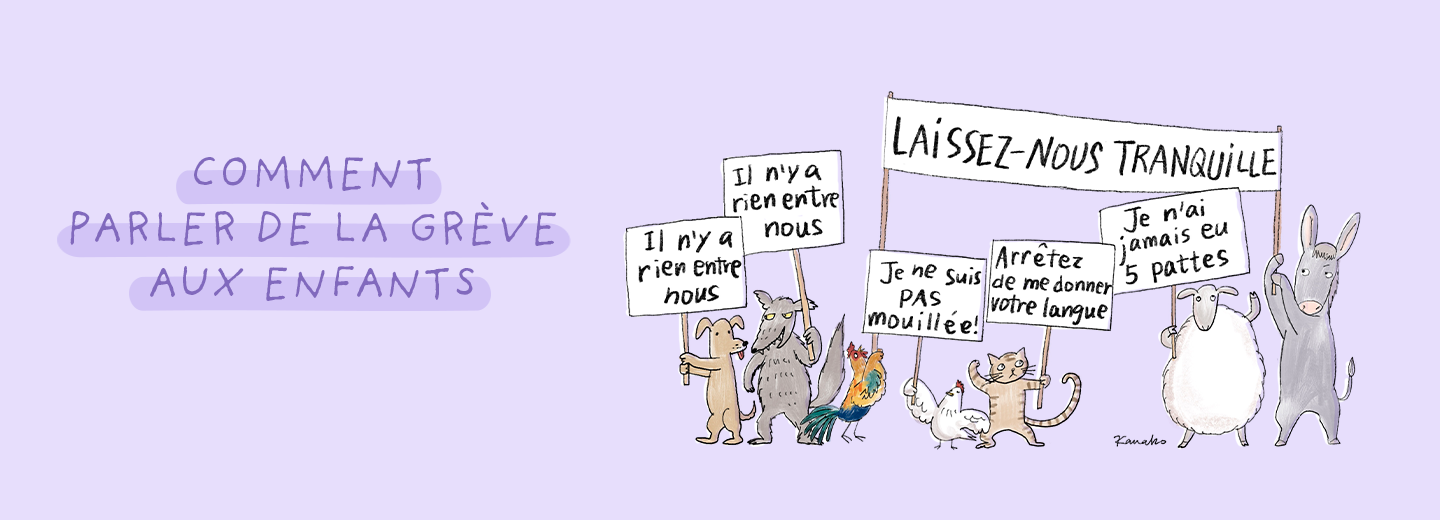 COMMENT
PARLER DE LA GRÈVE
AUX ENFANTS
LAISSEZ-NOUS TRANQUILLE
Il n'y a
rien entre
nous
Il n'y a
rien entre
nous
Je ne suis
PAS
mouillée!
Arrêtez
de me donner
votre langue
Je n'ai
jamais eu
5 pattes
Kanako